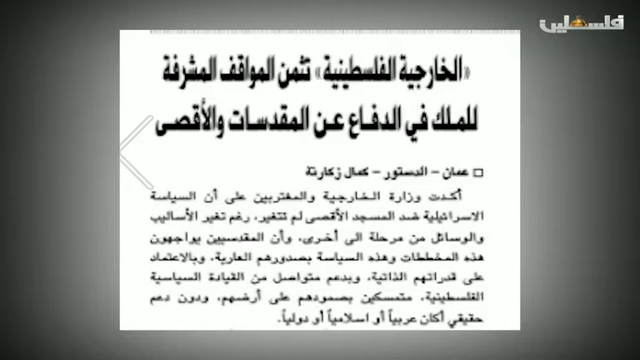 فلسطين
«الخارجية الفلسطينية» تثمن المواقف المشرفة
للملك في الدفاع عن المقدسات والأقصى
عمان – الدستور – كمال زكارنة
أكدت وزارة الخارجية والمغتربين على أن السياسة
الاسرائيلية ضد المسجد الأقصى لم تتغير، رغم تغير الأساليب
والوسائل من مرحلة الى أخرى، وأن المقدسيين يواجهون
هذه المخططات وهذه السياسة بصدورهم العارية، وبالاعتماد
على قدراتهم الذاتية، وبدعم متواصل من القيادة السياسية
الفلسطينية، متمسكين بصمودهم على أرضهم، ودون دعم
حقيقي أكان عربياً أو اسلامياً أو دولياً.